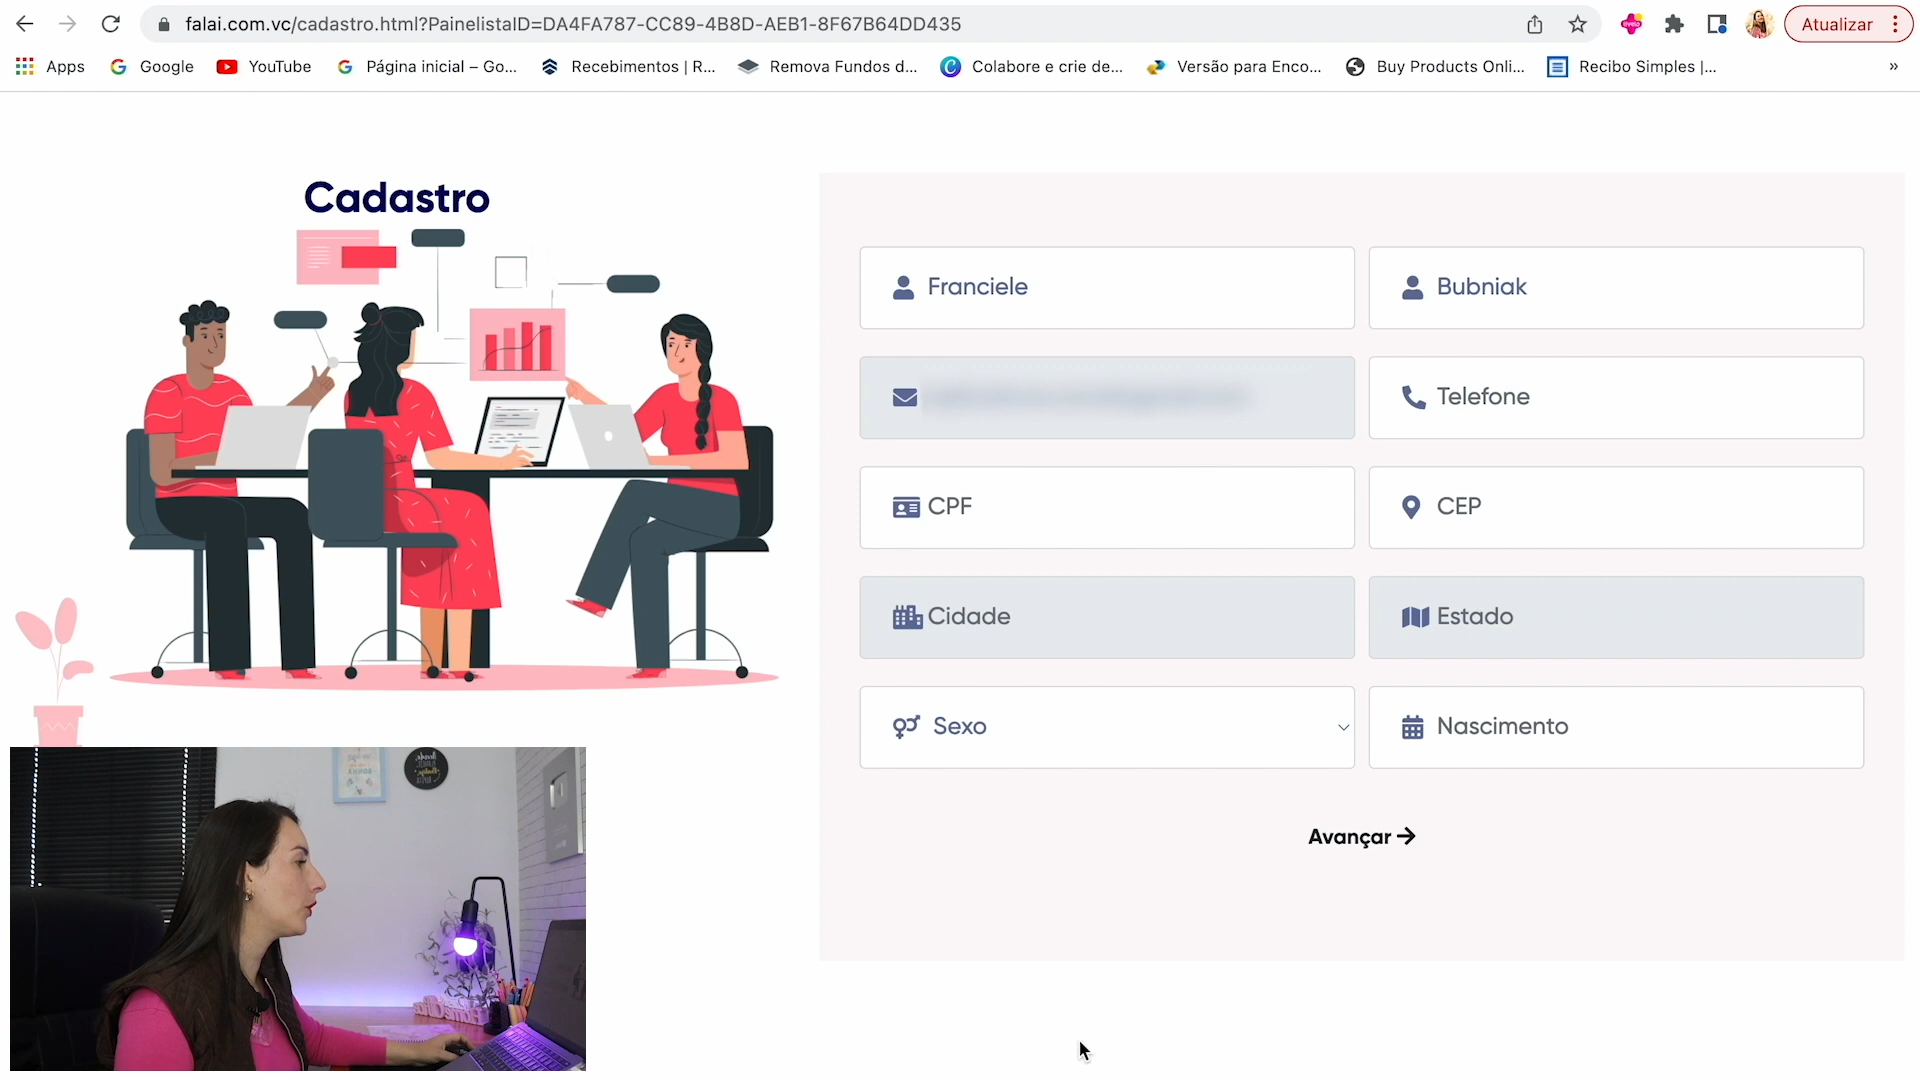 falai.com.vc/cadastro.html?PainelistaID=DA4FA787-CC89-4B8D-AEB1-8F67B64DD435
Atualizar
Apps
Google
YouTube
Página inicial – Go...
Recebimentos | R...
Remova Fundos d...
Colabore e crie de...
Versão para Enco...
Buy Products Onli...
Recibo Simples |...
»
Cadastro
Franciele
Bubniak
Telefone
CPF
CEP
Cidade
Estado
Sexo
Nascimento
Avançar